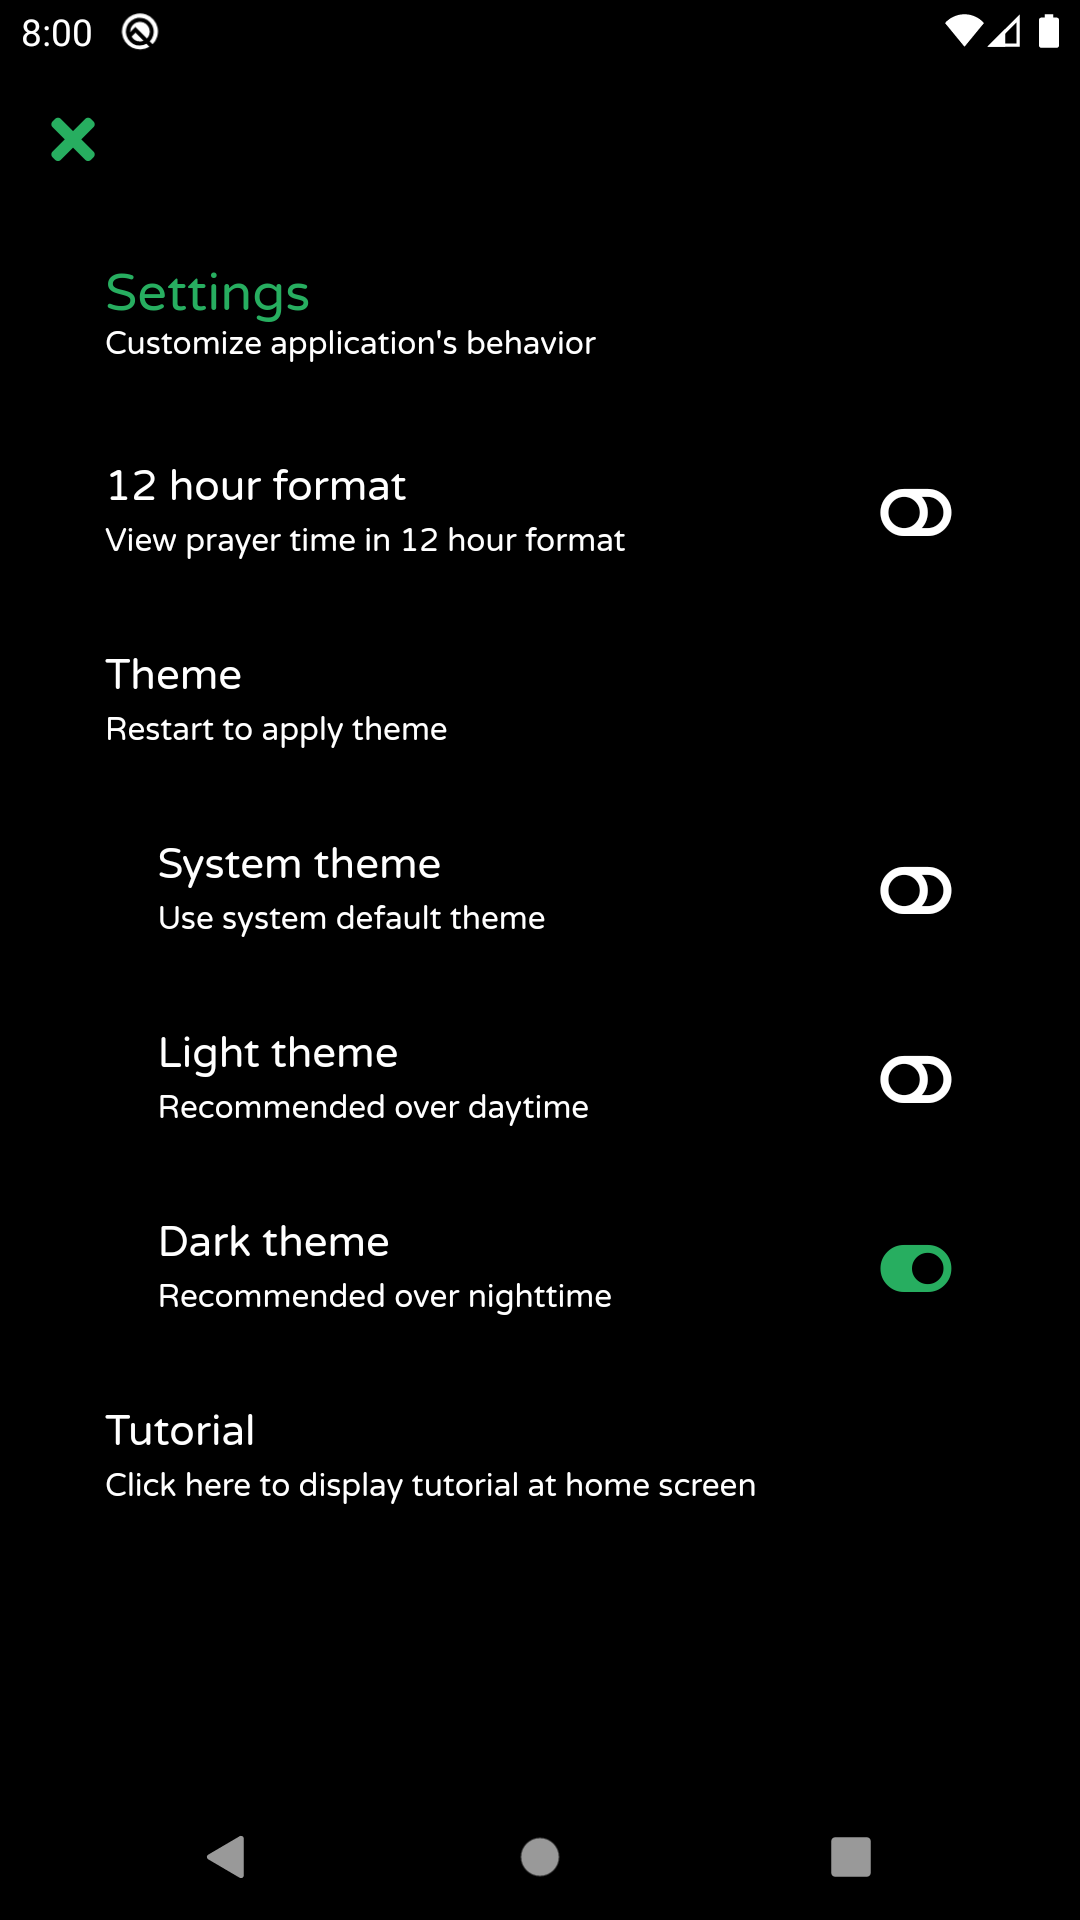 8:00
Settings
Customize application's behavior
12 hour format
View prayer time in 12 hour format
Theme
Restart to apply theme
System theme
Use system default theme
Light theme
Recommended over daytime
Dark theme
Recommended over nighttime
Tutorial
Click here to display tutorial at home screen